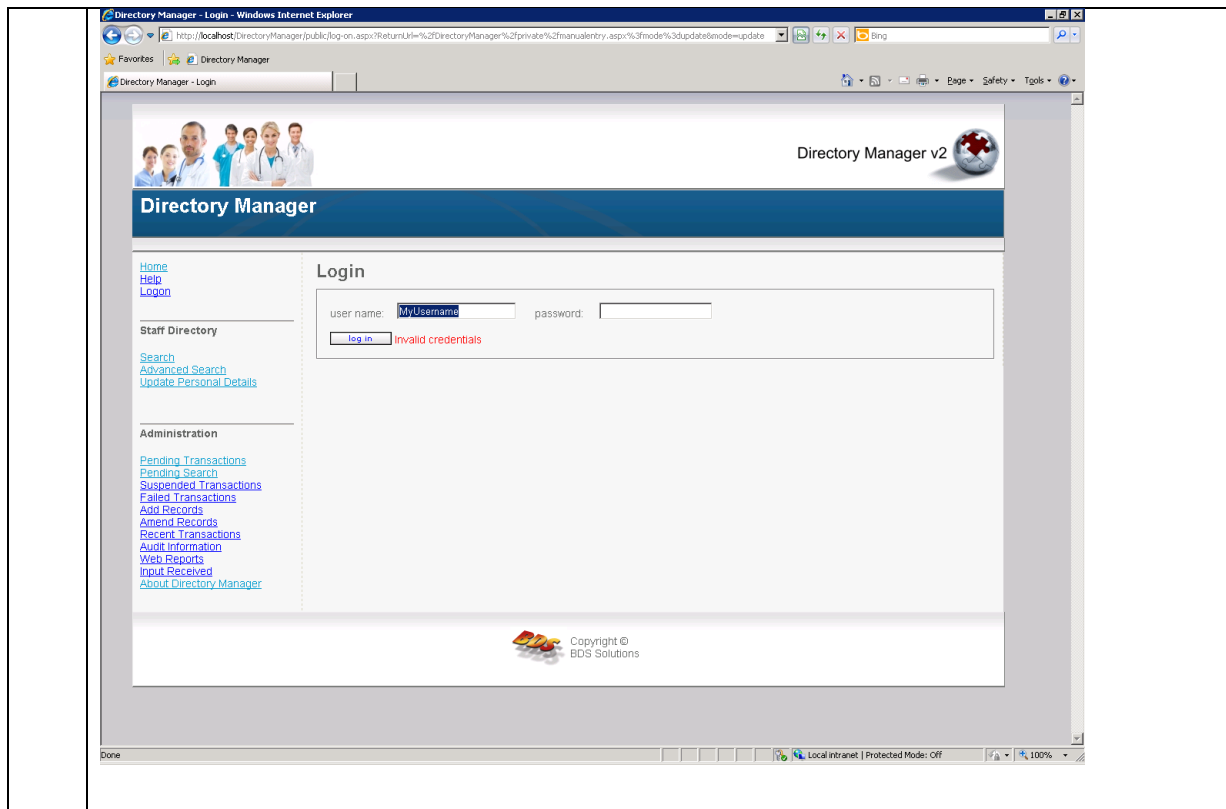 Directory Manager - Login - Windows Internet Explorer
http://localhost/DirectoryManager/public/log-on.aspx?ReturnUrl=%2fDirectoryManager%2fprivate%2fmanualentry.aspx%3fmode%3dupdate&mode=update
Bing
Favorites Directory Manager
Directory Manager - Login
Page Safety Tools
Directory Manager v2
Directory Manager
Home
Help
Logon
Staff Directory
Search
Advanced Search
Update Personal Details
Administration
Pending Transactions
Pending Search
Suspended Transactions
Failed Transactions
Add Records
Amend Records
Recent Transactions
Audit Information
Web Reports
Input Received
About Directory Manager
Login
user name: MyUsername password:
log in Invalid credentials
BDS
Copyright ©
BDS Solutions
Done
Local intranet | Protected Mode: Off
100%